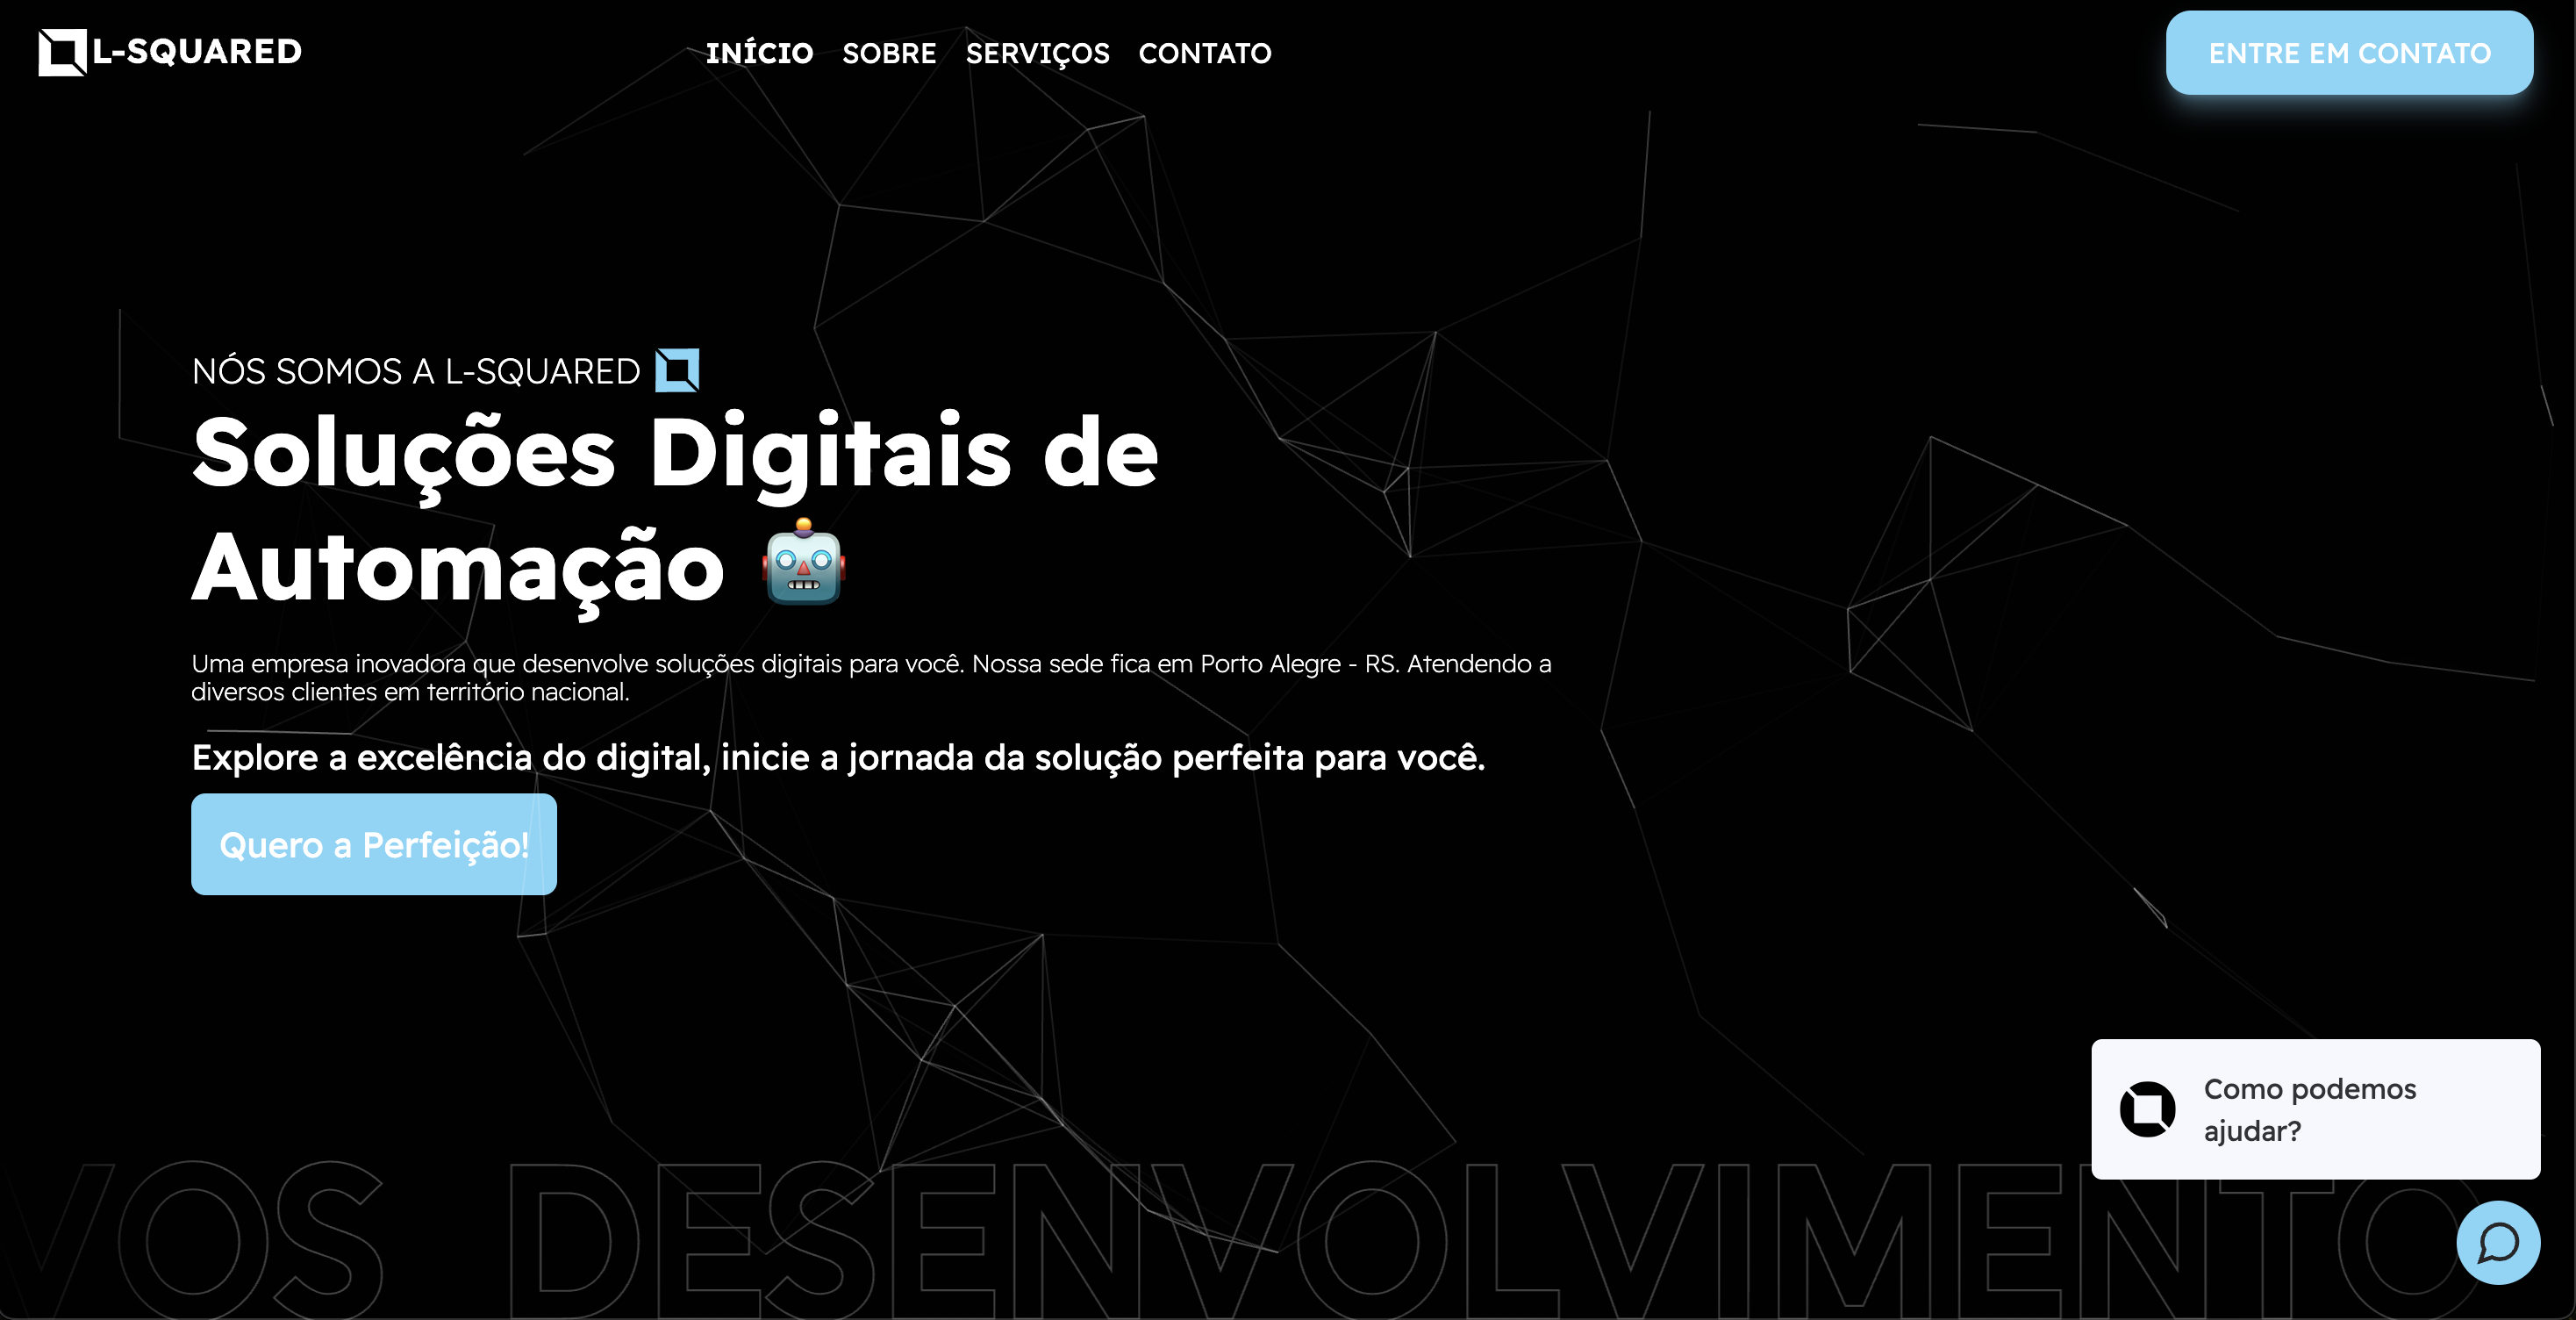 L-SQUARED
INÍCIO SOBRE SERVIÇOS CONTATO
ENTRE EM CONTATO
NÓS SOMOS A L-SQUARED
Soluções Digitais de
Automação
Uma empresa inovadora que desenvolve soluções digitais para você. Nossa sede fica em Porto Alegre - RS. Atendendo a
diversos clientes em território nacional.
Explore a excelência do digital, inicie a jornada da solução perfeita para você.
Quero a Perfeição!
Como podemos
ajudar?
VOS DESENVOLVIMENTO